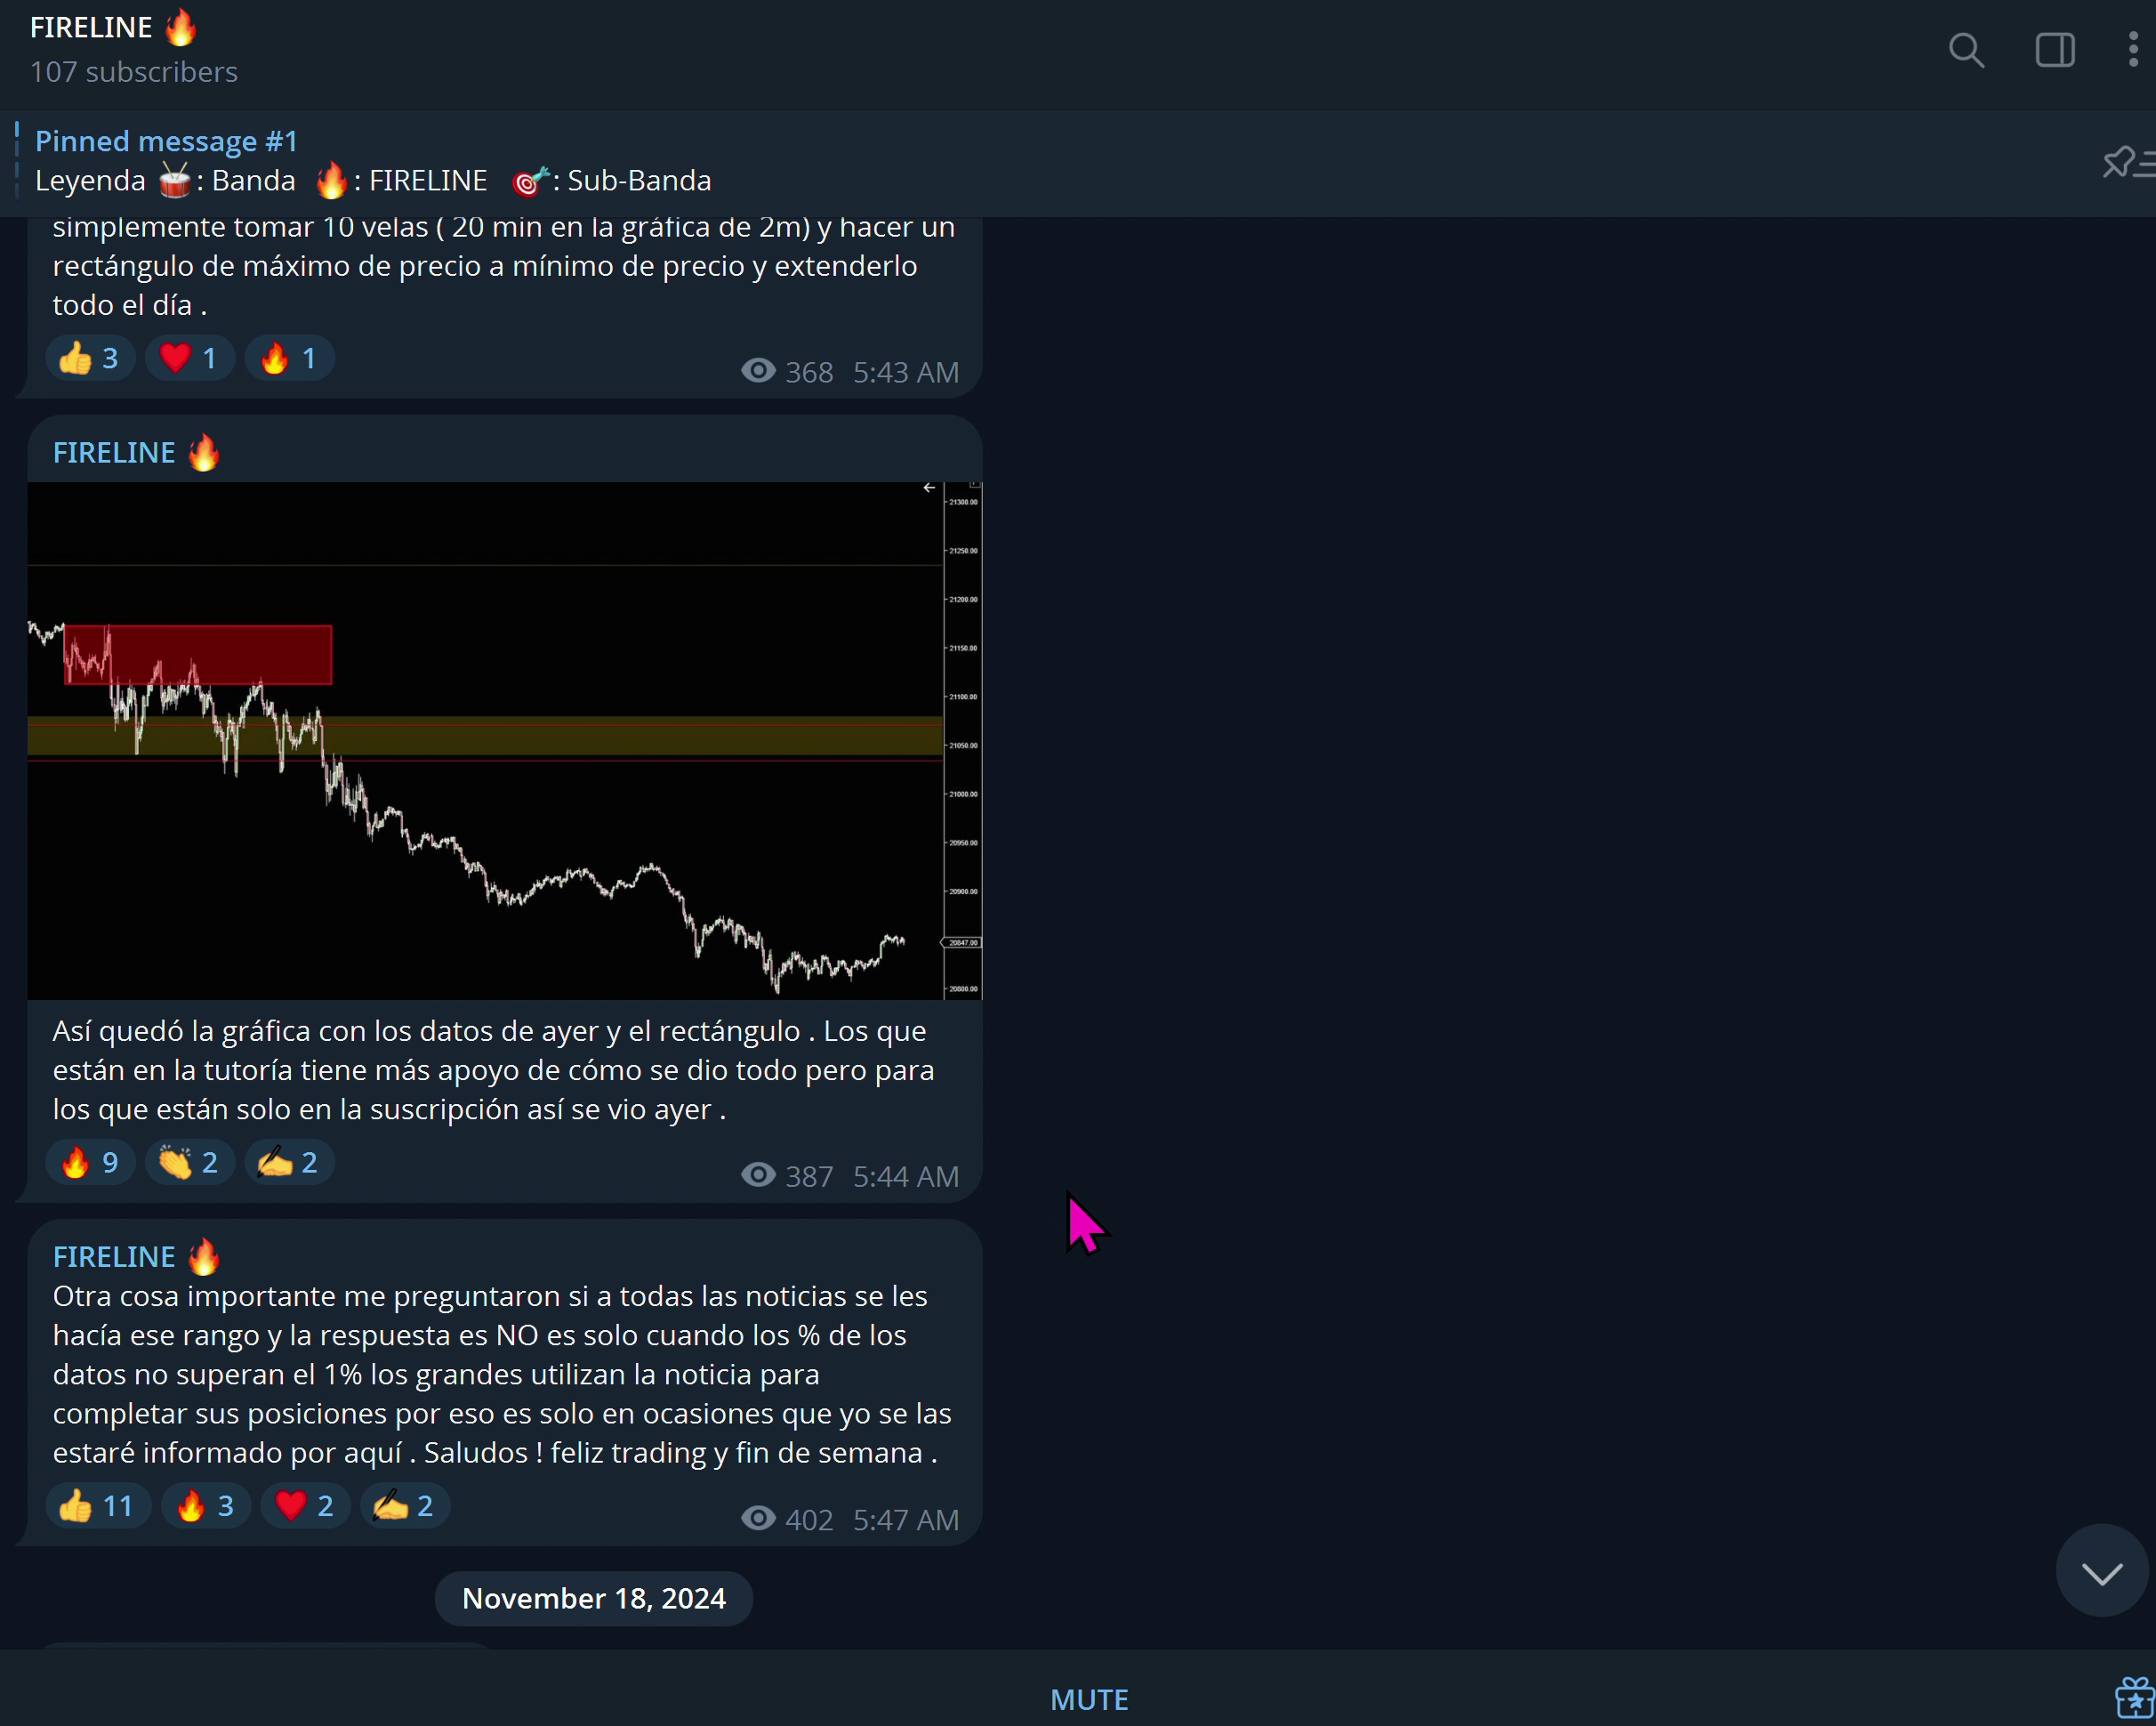 FIRELINE 🔥
107 subscribers
Pinned message #1
Leyenda 🥁: Banda 🔥: FIRELINE 🎯: Sub-Banda
simplemente tomar 10 velas ( 20 min en la gráfica de 2m) y hacer un
rectángulo de máximo de precio a mínimo de precio y extenderlo
todo el día .
👍 3 ❤️ 1 🔥 1
368 5:43 AM
FIRELINE 🔥
21300.00
21250.00
21200.00
21150.00
21100.00
21050.00
21000.00
20950.00
20900.00
20847.00
20800.00
Así quedó la gráfica con los datos de ayer y el rectángulo . Los que
están en la tutoría tiene más apoyo de cómo se dio todo pero para
los que están solo en la suscripción así se vio ayer .
🔥 9 👏 2 ✍️ 2
387 5:44 AM
FIRELINE 🔥
Otra cosa importante me preguntaron si a todas las noticias se les
hacía ese rango y la respuesta es NO es solo cuando los % de los
datos no superan el 1% los grandes utilizan la noticia para
completar sus posiciones por eso es solo en ocasiones que yo se las
estaré informado por aquí . Saludos ! feliz trading y fin de semana .
👍 11 🔥 3 ❤️ 2 ✍️ 2
402 5:47 AM
November 18, 2024
MUTE